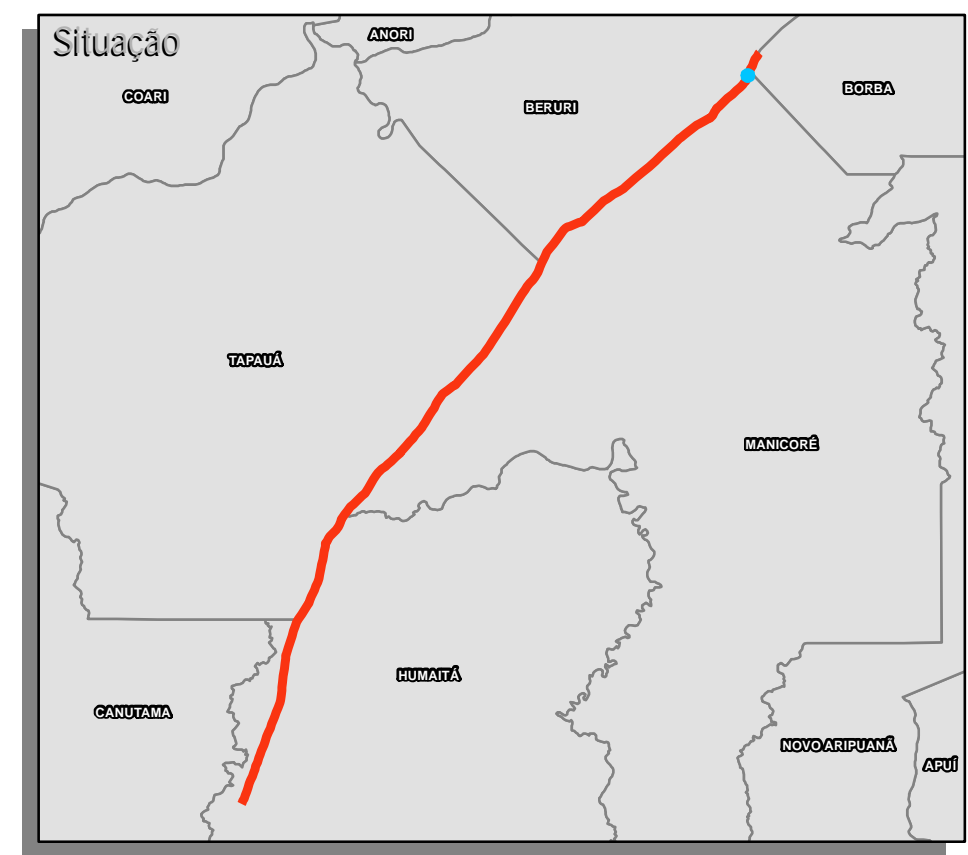 Situação
ANORI
COARI
BERURI
BORBA
TAPAUÁ
MANICORÉ
HUMAITÁ
CANUTAMA
NOVO ARIPUANÃ
APUÍ